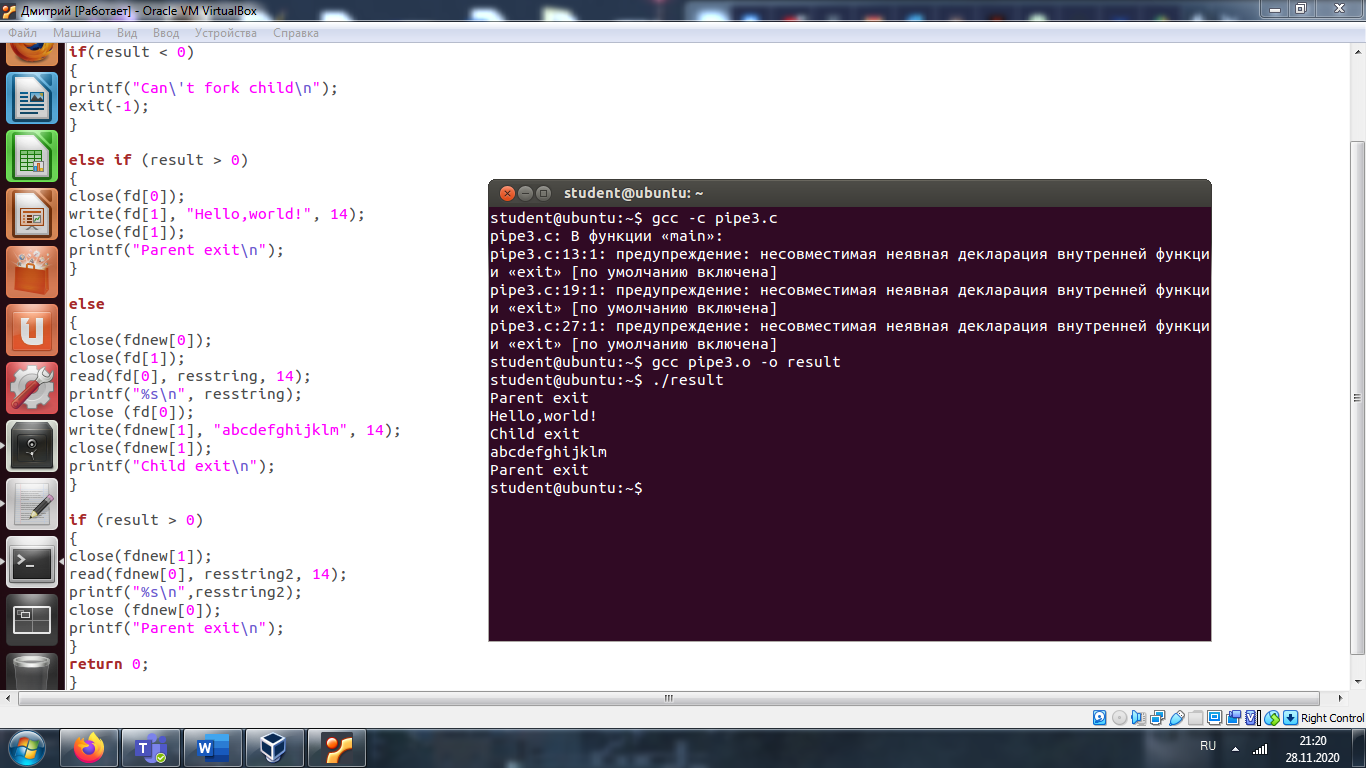 Дмитрий [Работает] - Oracle VM VirtualBox
Файл Машина Вид Ввод Устройства Справка
if(result < 0)
{
printf("Can\'t fork child\n");
exit(-1);
}
else if (result > 0)
{
close(fd[0]);
write(fd[1], "Hello,world!", 14);
close(fd[1]);
printf("Parent exit\n");
}
else
{
close(fdnew[0]);
close(fd[1]);
read(fd[0], resstring, 14);
printf("%s\n", resstring);
close (fd[0]);
write(fdnew[1], "abcdefghijklm", 14);
close(fdnew[1]);
printf("Child exit\n");
}
if (result > 0)
{
close(fdnew[1]);
read(fdnew[0], resstring2, 14);
printf("%s\n",resstring2);
close (fdnew[0]);
printf("Parent exit\n");
}
return 0;
}
student@ubuntu: ~
student@ubuntu:~$ gcc -c pipe3.c
pipe3.c: В функции «main»:
pipe3.c:13:1: предупреждение: несовместимая неявная декларация внутренней функци
и «exit» [по умолчанию включена]
pipe3.c:19:1: предупреждение: несовместимая неявная декларация внутренней функци
и «exit» [по умолчанию включена]
pipe3.c:27:1: предупреждение: несовместимая неявная декларация внутренней функци
и «exit» [по умолчанию включена]
student@ubuntu:~$ gcc pipe3.o -o result
student@ubuntu:~$ ./result
Parent exit
Hello,world!
Child exit
abcdefghijklm
Parent exit
student@ubuntu:~$
Right Control
RU
21:20
28.11.2020